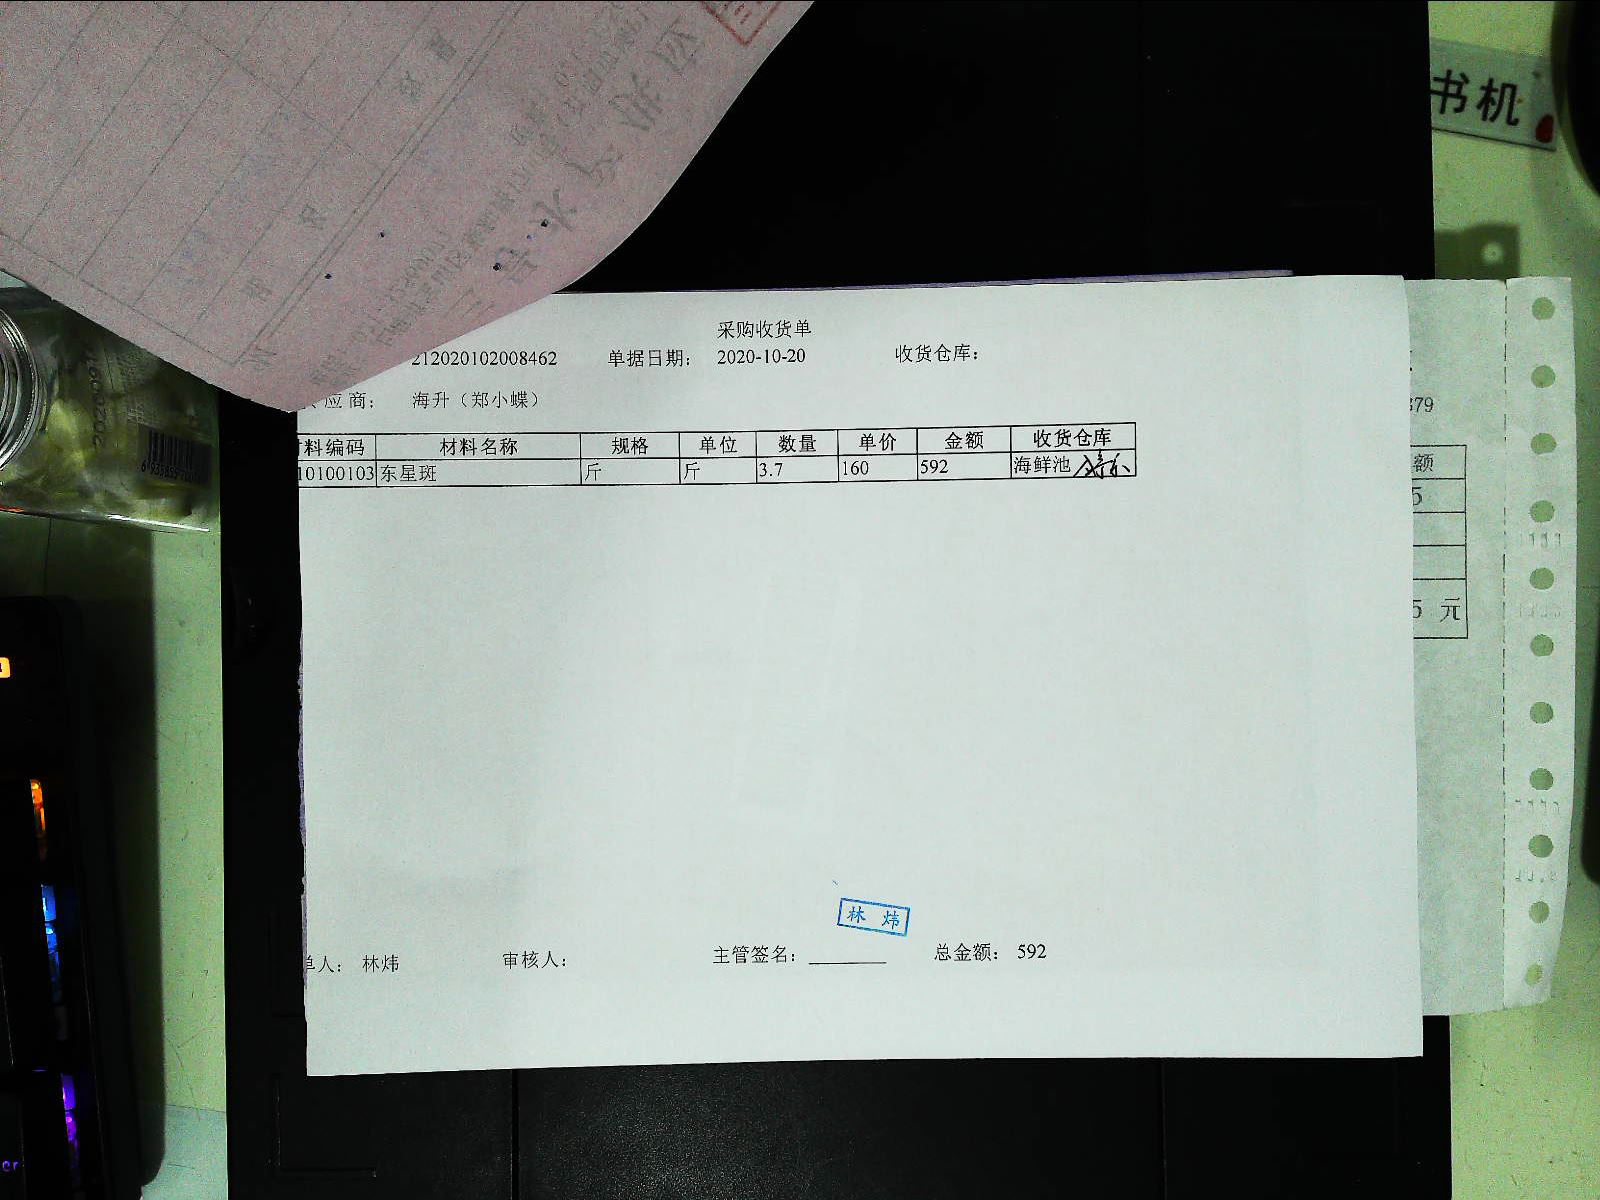 采购收货单
212020102008462 单据日期： 2020-10-20 收货仓库：
应商： 海升（郑小蝶）
料编码 材料名称 规格 单位 数量 单价 金额 收货仓库
10100103 东星斑 斤 斤 3.7 160 592 海鲜池
林炜
单人： 林炜 审核人： 主管签名： 总金额： 592
书机
379
额
5
5 元